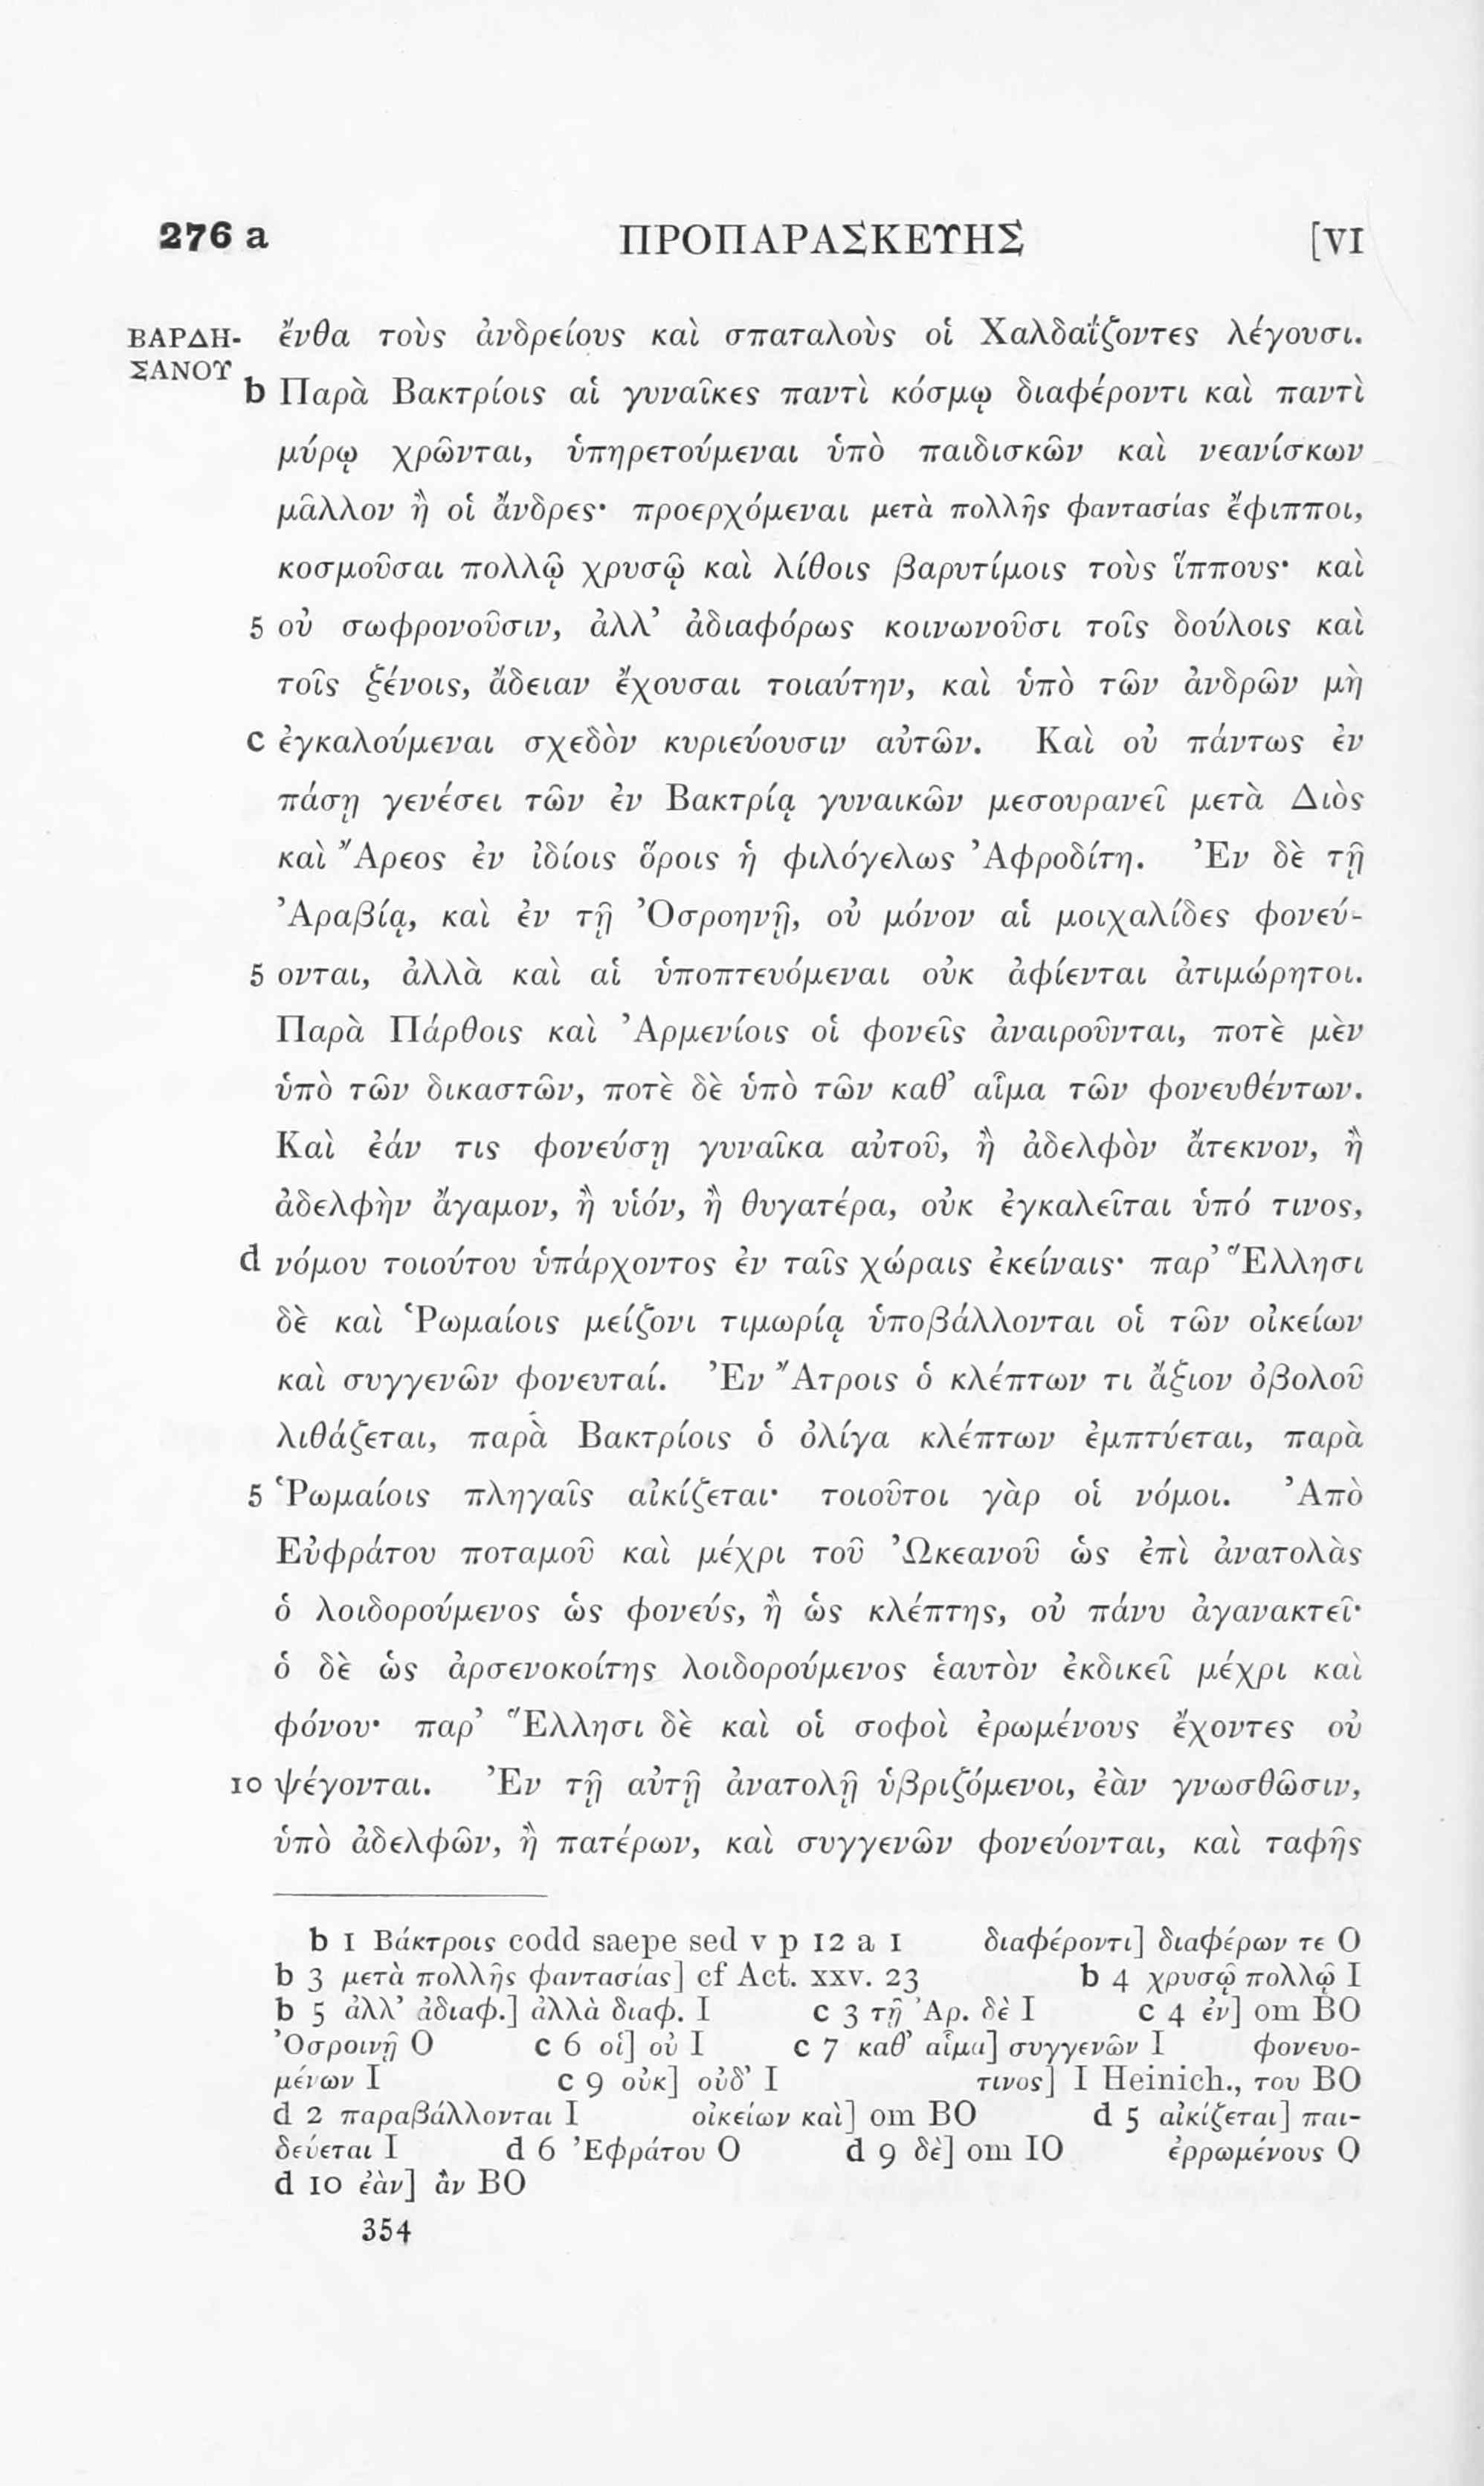 276 a ΠΡΟΠΑΡΑΣΚΕΥΗΣ [VI
ΒΑΡΔΗ- ἔνθα τοὺς ἀνδρείους καὶ σπαταλοὺς οἱ Χαλδαΐζοντες λέγουσι.
ΣΑΝΟΥ
b Παρὰ Βακτρίοις αἱ γυναῖκες παντὶ κόσμῳ διαφέροντι καὶ παντὶ
μύρῳ χρῶνται, ὑπηρετούμεναι ὑπὸ παιδισκῶν καὶ νεανίσκων
μᾶλλον ἢ οἱ ἄνδρες· προερχόμεναι μετὰ πολλῆς φαντασίας ἔφιπποι,
κοσμοῦσαι πολλῷ χρυσῷ καὶ λίθοις βαρυτίμοις τοὺς ἵππους· καὶ
5 οὐ σωφρονοῦσιν, ἀλλ’ ἀδιαφόρως κοινωνοῦσι τοῖς δούλοις καὶ
τοῖς ξένοις, ἄδειαν ἔχουσαι τοιαύτην, καὶ ὑπὸ τῶν ἀνδρῶν μὴ
c ἐγκαλούμεναι σχεδὸν κυριεύουσιν αὐτῶν. Καὶ οὐ πάντως ἐν
πάσῃ γενέσει τῶν ἐν Βακτρίᾳ γυναικῶν μεσουρανεῖ μετὰ Διὸς
καὶ Ἄρεος ἐν ἰδίοις ὅροις ἡ φιλόγελως Ἀφροδίτη. Ἐν δὲ τῇ
Ἀραβίᾳ, καὶ ἐν τῇ Ὀσροηνῇ, οὐ μόνον αἱ μοιχαλίδες φονεύ-
5 ονται, ἀλλὰ καὶ αἱ ὑποπτευόμεναι οὐκ ἀφίενται ἀτιμώρητοι.
Παρὰ Πάρθοις καὶ Ἀρμενίοις οἱ φονεῖς ἀναιροῦνται, ποτὲ μὲν
ὑπὸ τῶν δικαστῶν, ποτὲ δὲ ὑπὸ τῶν καθ’ αἷμα τῶν φονευθέντων.
Καὶ ἐάν τις φονεύσῃ γυναῖκα αὐτοῦ, ἢ ἀδελφὸν ἄτεκνον, ἢ
ἀδελφὴν ἄγαμον, ἢ υἱόν, ἢ θυγατέρα, οὐκ ἐγκαλεῖται ὑπό τινος,
d νόμου τοιούτου ὑπάρχοντος ἐν ταῖς χώραις ἐκείναις· παρ’ Ἕλλησι
δὲ καὶ Ῥωμαίοις μείζονι τιμωρίᾳ ὑποβάλλονται οἱ τῶν οἰκείων
καὶ συγγενῶν φονευταί. Ἐν Ἄτροις ὁ κλέπτων τι ἄξιον ὀβολοῦ
λιθάζεται, παρὰ Βακτρίοις ὁ ὀλίγα κλέπτων ἐμπτύεται, παρὰ
5 Ῥωμαίοις πληγαῖς αἰκίζεται· τοιοῦτοι γὰρ οἱ νόμοι. Ἀπὸ
Εὐφράτου ποταμοῦ καὶ μέχρι τοῦ Ὠκεανοῦ ὡς ἐπὶ ἀνατολὰς
ὁ λοιδορούμενος ὡς φονεύς, ἢ ὡς κλέπτης, οὐ πάνυ ἀγανακτεῖ·
ὁ δὲ ὡς ἀρσενοκοίτης λοιδορούμενος ἑαυτὸν ἐκδικεῖ μέχρι καὶ
φόνου· παρ’ Ἕλλησι δὲ καὶ οἱ σοφοὶ ἐρωμένους ἔχοντες οὐ
10 ψέγονται. Ἐν τῇ αὐτῇ ἀνατολῇ ὑβριζόμενοι, ἐὰν γνωσθῶσιν,
ὑπὸ ἀδελφῶν, ἢ πατέρων, καὶ συγγενῶν φονεύονται, καὶ ταφῆς
b 1 Βάκτροις codd saepe sed v p 12 a 1 διαφέροντι] διαφέρων τε O
b 3 μετὰ πολλῆς φαντασίας] cf Act. xxv. 23 b 4 χρυσῷ πολλῷ I
b 5 ἀλλ’ ἀδιαφ.] ἀλλὰ διαφ. I c 3 τῇ Ἀρ. δὲ I c 4 ἐν] om BO
Ὀσροινῇ O c 6 οἱ] οὐ I c 7 καθ’ αἷμα] συγγενῶν I φονευο-
μένων I c 9 οὐκ] οὐδ’ I τινος] I Heinich., του BO
d 2 παραβάλλονται I οἰκείων καὶ] om BO d 5 αἰκίζεται] παι-
δεύεται I d 6 Ἐφράτου O d 9 δὲ] om IO ἐρρωμένους O
d 10 ἐὰν] ἂν BO
354